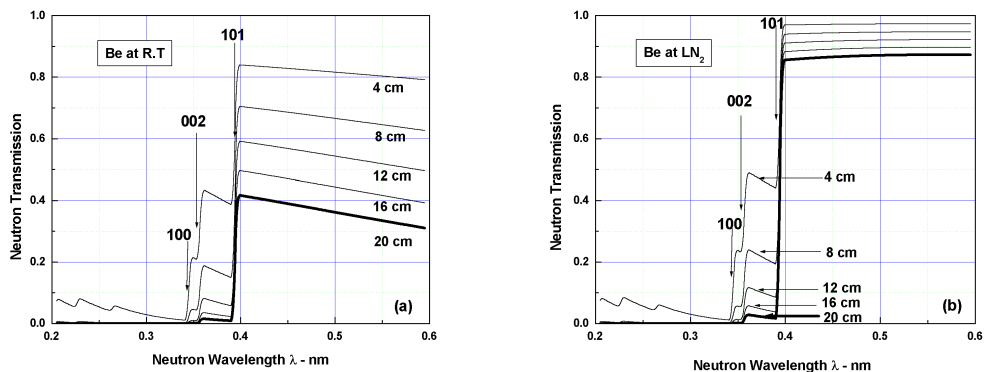 Be at R.T
101
002
100
4 cm
8 cm
12 cm
16 cm
20 cm
(a)
1.0
0.8
0.6
0.4
0.2
0.0
0.2
0.3
0.4
0.5
0.6
Neutron Transmission
Neutron Wavelength λ - nm
Be at LN2
101
002
100
4 cm
8 cm
12 cm
16 cm
20 cm
(b)
1.0
0.8
0.6
0.4
0.2
0.0
0.2
0.3
0.4
0.5
0.6
Neutron Transmission
Neutron Wavelength λ - nm